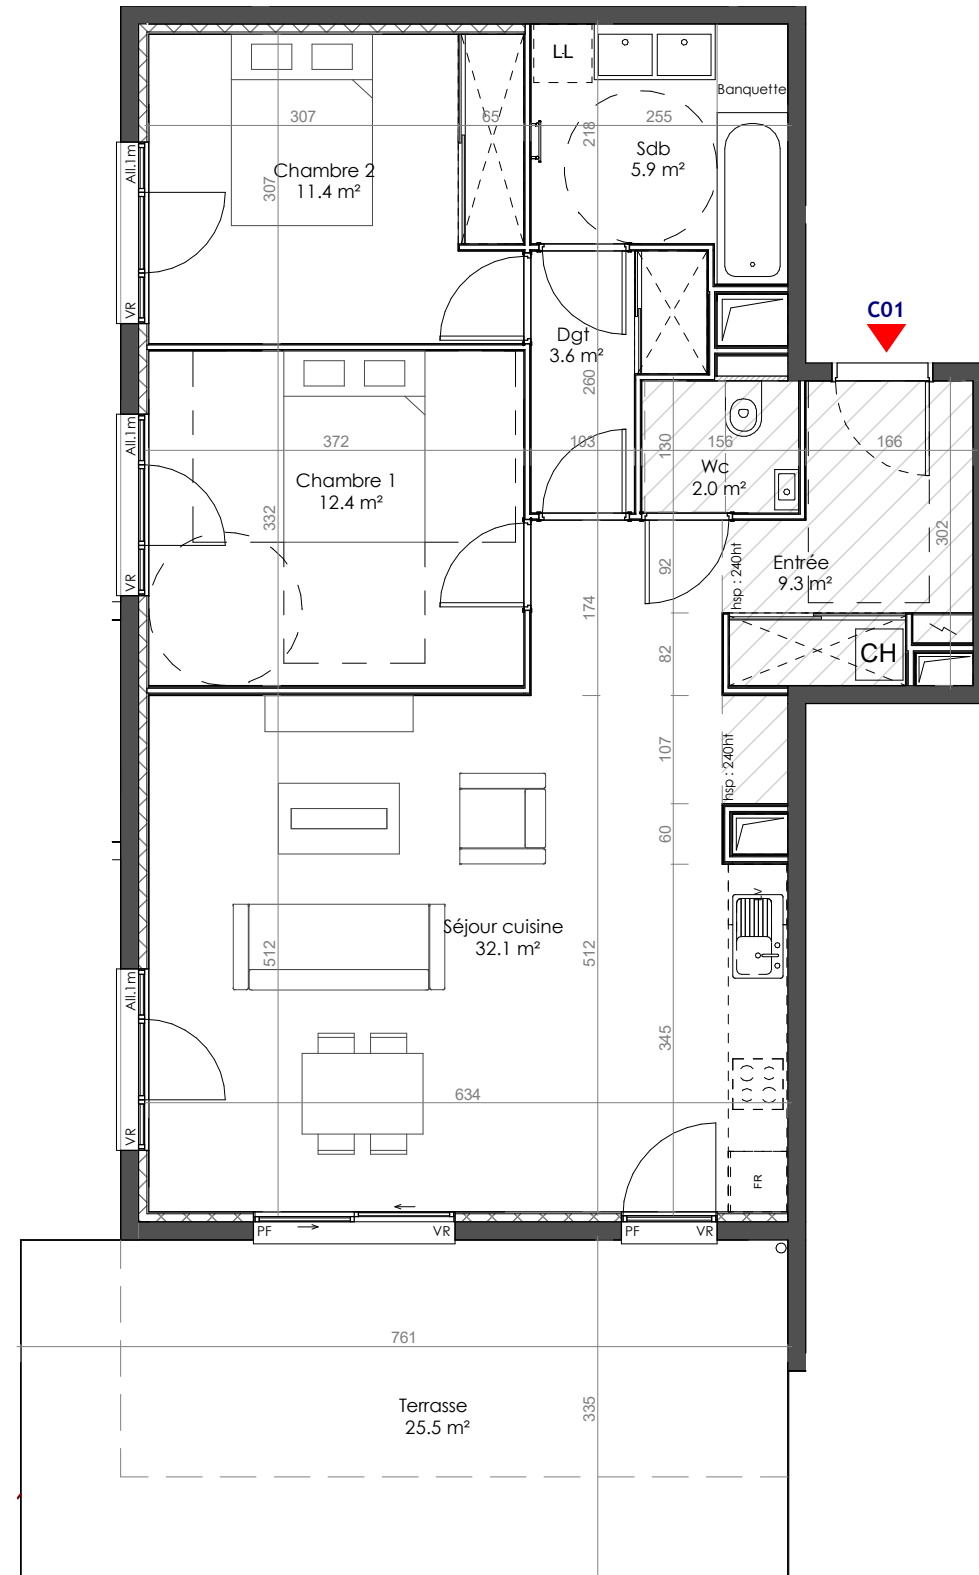 LL
Banquette
307
65
218
255
All.1m
Chambre 2
11.4 m²
307
Sdb
5.9 m²
VR
C01
Dgt
3.6 m²
260
All.1m
372
103
130
156
166
Chambre 1
12.4 m²
Wc
2.0 m²
332
302
VR
174
92
hsp : 240ht
Entrée
9.3 m²
82
CH
107
hsp : 240ht
60
LV
Séjour cuisine
32.1 m²
512
512
All.1m
345
634
VR
FR
PF
VR
PF
VR
761
Terrasse
25.5 m²
335